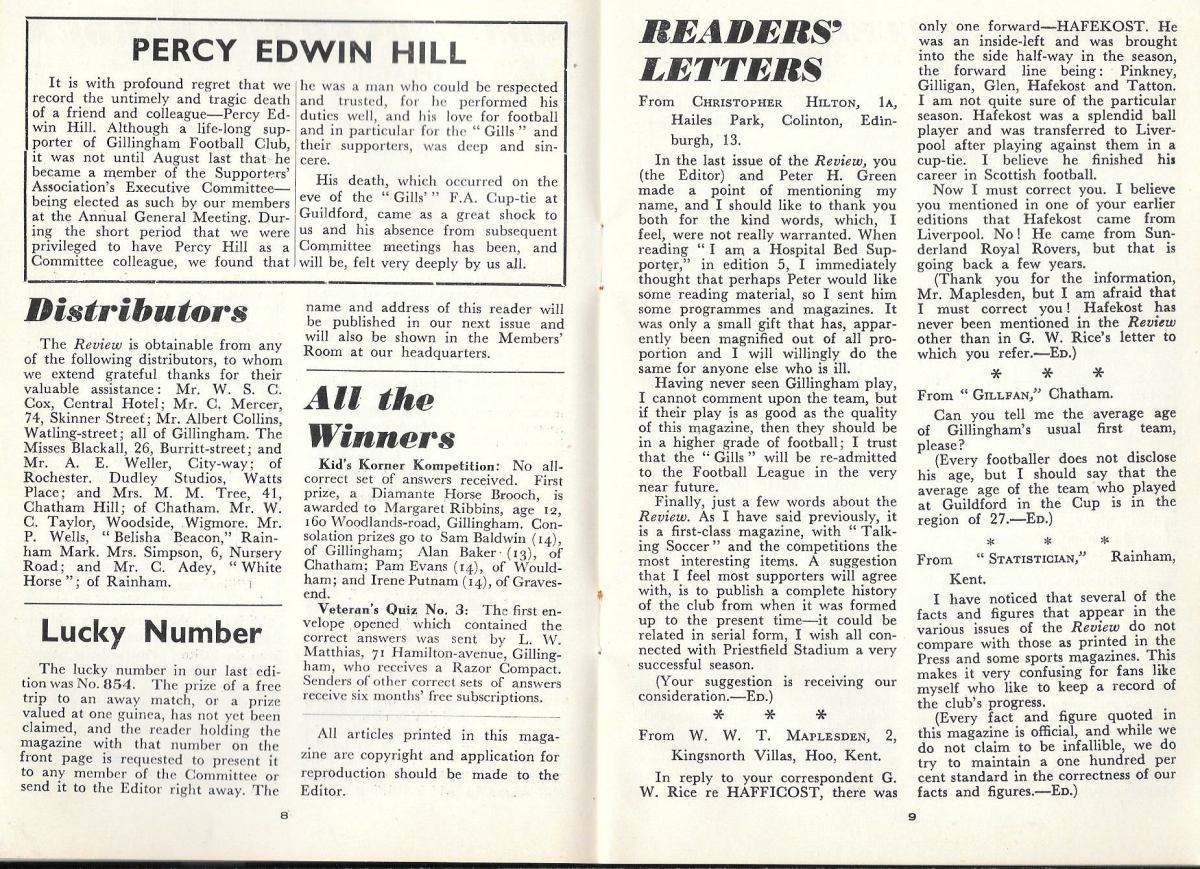 PERCY EDWIN HILL
It is with profound regret that we
record the untimely and tragic death
of a friend and colleague—Percy Ed-
win Hill. Although a life-long sup-
porter of Gillingham Football Club,
it was not until August last that he
became a member of the Supporters'
Association's Executive Committee—
being elected as such by our members
at the Annual General Meeting. Dur-
ing the short period that we were
privileged to have Percy Hill as a
Committee colleague, we found that
he was a man who could be respected
and trusted, for he performed his
duties well, and his love for football
and in particular for the " Gills " and
their supporters, was deep and sin-
cere.
His death, which occurred on the
eve of the " Gills' " F.A. Cup-tie at
Guildford, came as a great shock to
us and his absence from subsequent
Committee meetings has been, and
will be, felt very deeply by us all.
Distributors
The Review is obtainable from any
of the following distributors, to whom
we extend grateful thanks for their
valuable assistance: Mr. W. S. C.
Cox, Central Hotel; Mr. C. Mercer,
74, Skinner Street; Mr. Albert Collins,
Watling-street; all of Gillingham. The
Misses Blackall, 26, Burritt-street; and
Mr. A. E. Weller, City-way; of
Rochester. Dudley Studios, Watts
Place; and Mrs. M. M. Tree, 41,
Chatham Hill; of Chatham. Mr. W.
C. Taylor, Woodside, Wigmore. Mr.
P. Wells, " Belisha Beacon," Rain-
ham Mark. Mrs. Simpson, 6, Nursery
Road; and Mr. C. Adey, " White
Horse "; of Rainham.
Lucky Number
The lucky number in our last edi-
tion was No. 854. The prize of a free
trip to an away match, or a prize
valued at one guinea, has not yet been
claimed, and the reader holding the
magazine with that number on the
front page is requested to present it
to any member of the Committee or
send it to the Editor right away. The
name and address of this reader will
be published in our next issue and
will also be shown in the Members'
Room at our headquarters.
All the
Winners
Kid's Korner Kompetition: No all-
correct set of answers received. First
prize, a Diamante Horse Brooch, is
awarded to Margaret Ribbins, age 12,
160 Woodlands-road, Gillingham. Con-
solation prizes go to Sam Baldwin (14),
of Gillingham; Alan Baker (13), of
Chatham; Pam Evans (14), of Would-
ham; and Irene Putnam (14), of Graves-
end.
Veteran's Quiz No. 3: The first en-
velope opened which contained the
correct answers was sent by L. W.
Matthias, 71 Hamilton-avenue, Gilling-
ham, who receives a Razor Compact.
Senders of other correct sets of answers
receive six months' free subscriptions.
All articles printed in this maga-
zine are copyright and application for
reproduction should be made to the
Editor.
8
READERS'
LETTERS
From CHRISTOPHER HILTON, 1A,
Hailes Park, Colinton, Edin-
burgh, 13.
In the last issue of the Review, you
(the Editor) and Peter H. Green
made a point of mentioning my
name, and I should like to thank you
both for the kind words, which, I
feel, were not really warranted. When
reading " I am a Hospital Bed Sup-
porter," in edition 5, I immediately
thought that perhaps Peter would like
some reading material, so I sent him
some programmes and magazines. It
was only a small gift that has, appar-
ently been magnified out of all pro-
portion and I will willingly do the
same for anyone else who is ill.
Having never seen Gillingham play,
I cannot comment upon the team, but
if their play is as good as the quality
of this magazine, then they should be
in a higher grade of football; I trust
that the " Gills " will be re-admitted
to the Football League in the very
near future.
Finally, just a few words about the
Review. As I have said previously, it
is a first-class magazine, with " Talk-
ing Soccer " and the competitions the
most interesting items. A suggestion
that I feel most supporters will agree
with, is to publish a complete history
of the club from when it was formed
up to the present time—it could be
related in serial form, I wish all con-
nected with Priestfield Stadium a very
successful season.
(Your suggestion is receiving our
consideration.—ED.)
* * *
From W. W. T. MAPLESDEN, 2,
Kingsnorth Villas, Hoo, Kent.
In reply to your correspondent G.
W. Rice re HAFFICOST, there was
only one forward—HAFEKOST. He
was an inside-left and was brought
into the side half-way in the season,
the forward line being: Pinkney,
Gilligan, Glen, Hafekost and Tatton.
I am not quite sure of the particular
season. Hafekost was a splendid ball
player and was transferred to Liver-
pool after playing against them in a
cup-tie. I believe he finished his
career in Scottish football.
Now I must correct you. I believe
you mentioned in one of your earlier
editions that Hafekost came from
Liverpool. No! He came from Sun-
derland Royal Rovers, but that is
going back a few years.
(Thank you for the information,
Mr. Maplesden, but I am afraid that
I must correct you! Hafekost has
never been mentioned in the Review
other than in G. W. Rice's letter to
which you refer.—ED.)
* * *
From " GILLFAN," Chatham.
Can you tell me the average age
of Gillingham's usual first team,
please?
(Every footballer does not disclose
his age, but I should say that the
average age of the team who played
at Guildford in the Cup is in the
region of 27.—ED.)
* * *
From " STATISTICIAN," Rainham,
Kent.
I have noticed that several of the
facts and figures that appear in the
various issues of the Review do not
compare with those as printed in the
Press and some sports magazines. This
makes it very confusing for fans like
myself who like to keep a record of
the club's progress.
(Every fact and figure quoted in
this magazine is official, and while we
do not claim to be infallible, we do
try to maintain a one hundred per
cent standard in the correctness of our
facts and figures.—ED.)
9